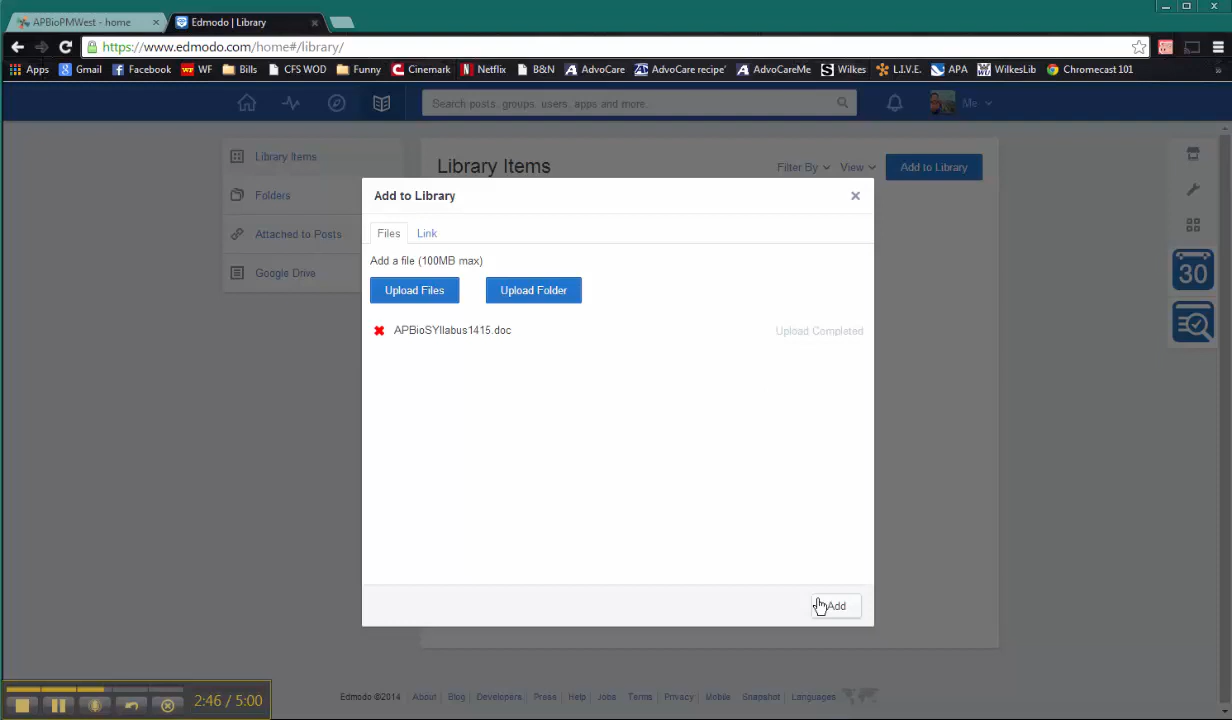 APBioPMWest - home
Edmodo | Library
https://www.edmodo.com/home#/library/
Apps Gmail Facebook WF Bills CFS WOD Funny Cinemark Netflix B&N AdvoCare AdvoCare recipe' AdvoCareMe Wilkes L.I.V.E. APA WilkesLib Chromecast 101
Search posts, groups, users, apps and more.
Me
Library Items
Folders
Attached to Posts
Google Drive
Library Items
Filter By View Add to Library
Add to Library
Files Link
Add a file (100MB max)
Upload Files Upload Folder
APBioSYllabus1415.doc Upload Completed
Add
30
2:46 / 5:00
Edmodo ©2014 About Blog Developers Press Help Jobs Terms Privacy Mobile Snapshot Languages